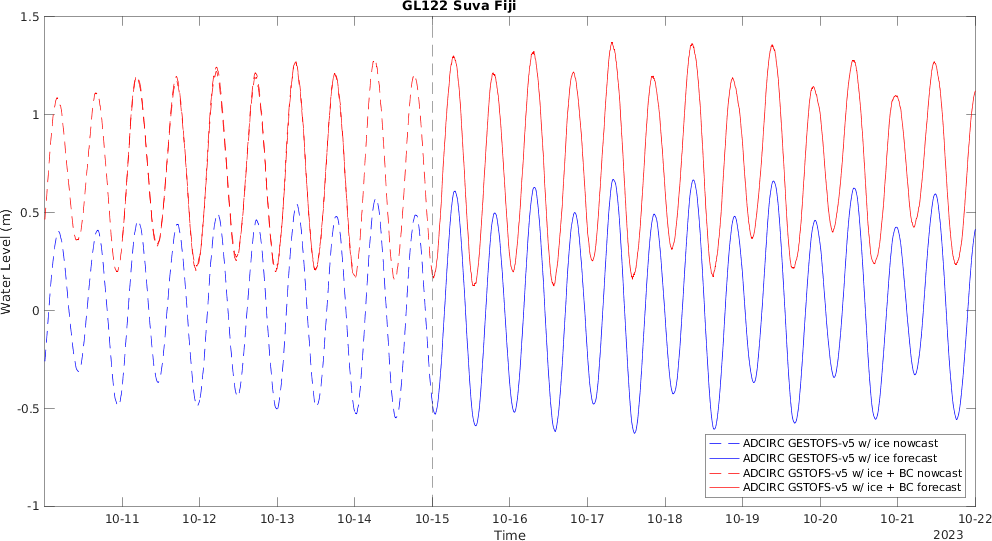 GL122 Suva Fiji
Water Level (m)
1.5
1
0.5
0
-0.5
-1
ADCIRC GESTOFS-v5 w/ ice nowcast
ADCIRC GESTOFS-v5 w/ ice forecast
ADCIRC GSTOFS-v5 w/ ice + BC nowcast
ADCIRC GSTOFS-v5 w/ ice + BC forecast
10-11 10-12 10-13 10-14 10-15 10-16 10-17 10-18 10-19 10-20 10-21 10-22
Time
2023